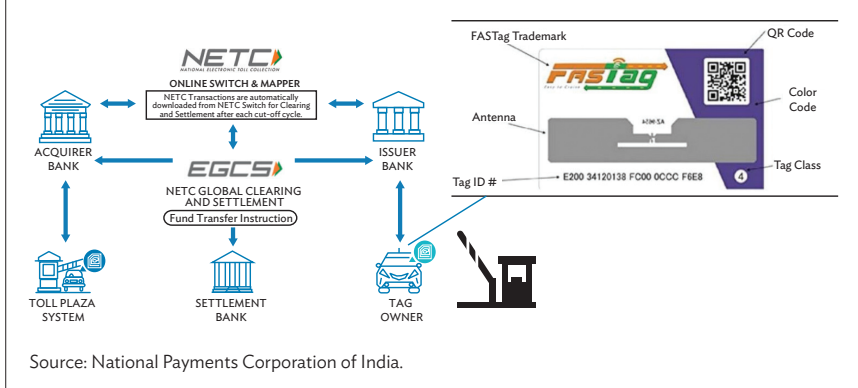 NETC
NATIONAL ELECTRONIC TOLL COLLECTION
ONLINE SWITCH & MAPPER
NETC Transactions are automatically
downloaded from NETC Switch for Clearing
and Settlement after each cut-off cycle.
ACQUIRER
BANK
ISSUER
BANK
EGCS
NETC GLOBAL CLEARING
AND SETTLEMENT
Fund Transfer Instruction
TOLL PLAZA
SYSTEM
SETTLEMENT
BANK
TAG
OWNER
FASTag Trademark
QR Code
FASTag
Color
Code
Antenna
Tag Class
Tag ID #
E200 34120138 FC00 0CCC F6E8
4
Source: National Payments Corporation of India.